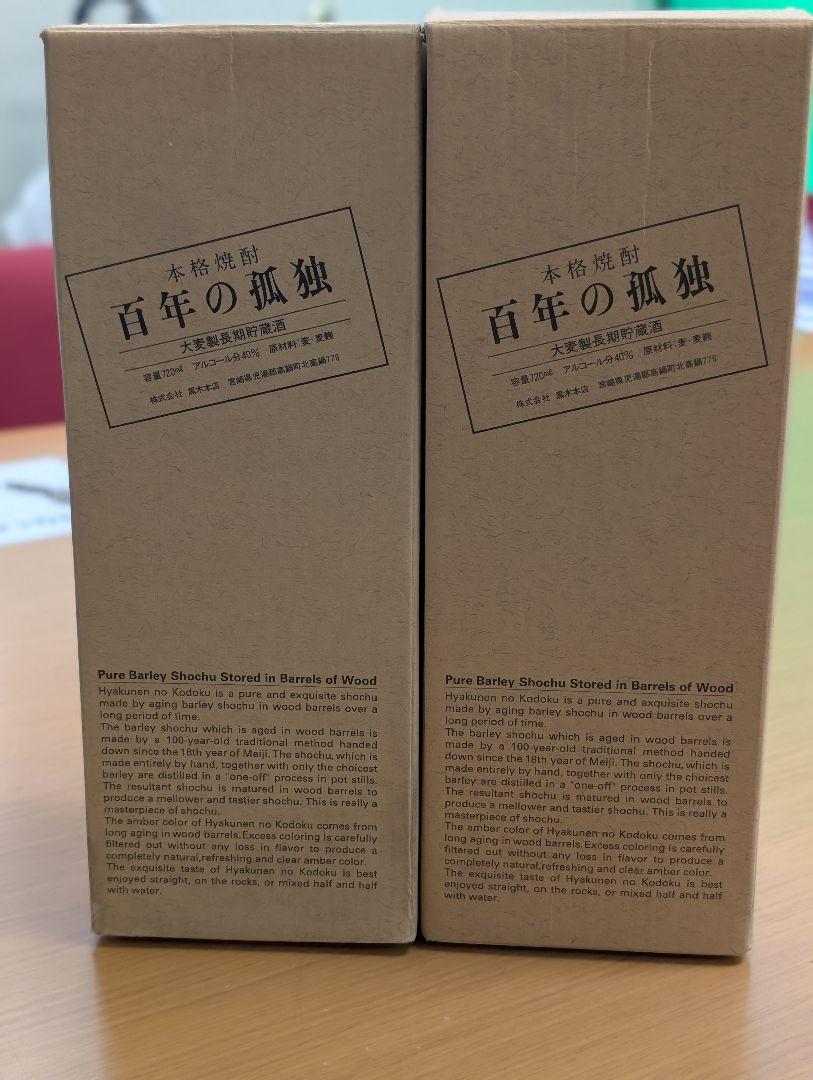 本格焼酎
百年の孤独
大麦製長期貯蔵酒
容量720mℓ アルコール分40% 原材料:麦・麦麹
株式会社 黒木本店 宮崎県児湯郡高鍋町北高鍋776
Pure Barley Shochu Stored in Barrels of Wood
Hyakunen no Kodoku is a pure and exquisite shochu
made by aging barley shochu in wood barrels over a
long period of time.
The barley shochu which is aged in wood barrels is
made by a 100-year-old traditional method handed
down since the 18th year of Meiji. The shochu, which is
made entirely by hand, together with only the choicest
barley are distilled in a "one-off" process in pot stills.
The resultant shochu is matured in wood barrels to
produce a mellower and tastier shochu. This is really a
masterpiece of shochu.
The amber color of Hyakunen no Kodoku comes from
long aging in wood barrels.Excess coloring is carefully
filtered out without any loss in flavor to produce a
completely natural,refreshing and clear amber color.
The exquisite taste of Hyakunen no Kodoku is best
enjoyed straight, on the rocks, or mixed half and half
with water.
本格焼酎
百年の孤独
大麦製長期貯蔵酒
容量720mℓ アルコール分40% 原材料:麦・麦麹
株式会社 黒木本店 宮崎県児湯郡高鍋町北高鍋776
Pure Barley Shochu Stored in Barrels of Wood
Hyakunen no Kodoku is a pure and exquisite shochu
made by aging barley shochu in wood barrels over a
long period of time.
The barley shochu which is aged in wood barrels is
made by a 100-year-old traditional method handed
down since the 18th year of Meiji. The shochu, which is
made entirely by hand, together with only the choicest
barley are distilled in a "one-off" process in pot stills.
The resultant shochu is matured in wood barrels to
produce a mellower and tastier shochu. This is really a
masterpiece of shochu.
The amber color of Hyakunen no Kodoku comes from
long aging in wood barrels.Excess coloring is carefully
filtered out without any loss in flavor to produce a
completely natural,refreshing and clear amber color.
The exquisite taste of Hyakunen no Kodoku is best
enjoyed straight, on the rocks, or mixed half and half
with water.